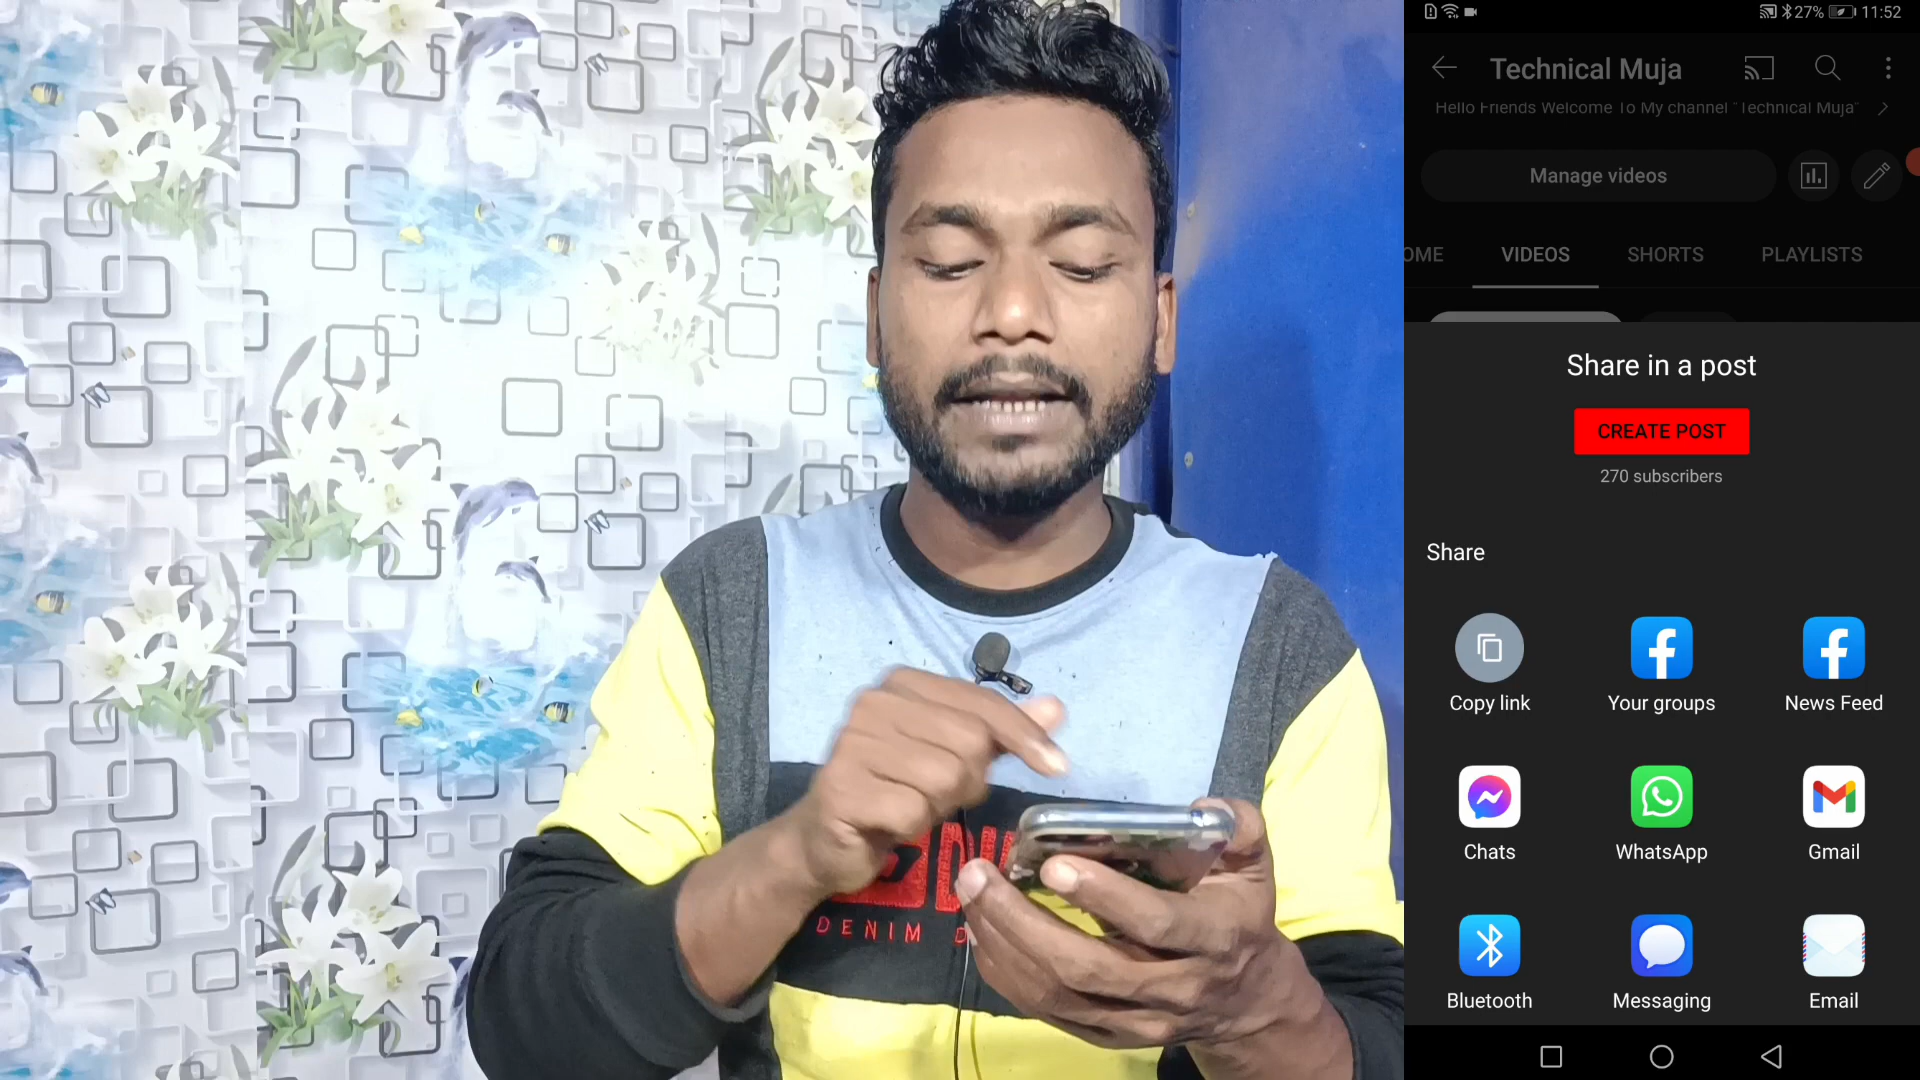 27% 11:52
Technical Muja
Hello Friends Welcome To My channel "Technical Muja"
Manage videos
OME VIDEOS SHORTS PLAYLISTS
Share in a post
CREATE POST
270 subscribers
Share
Copy link Your groups News Feed
Chats WhatsApp Gmail
Bluetooth Messaging Email
DENIM D